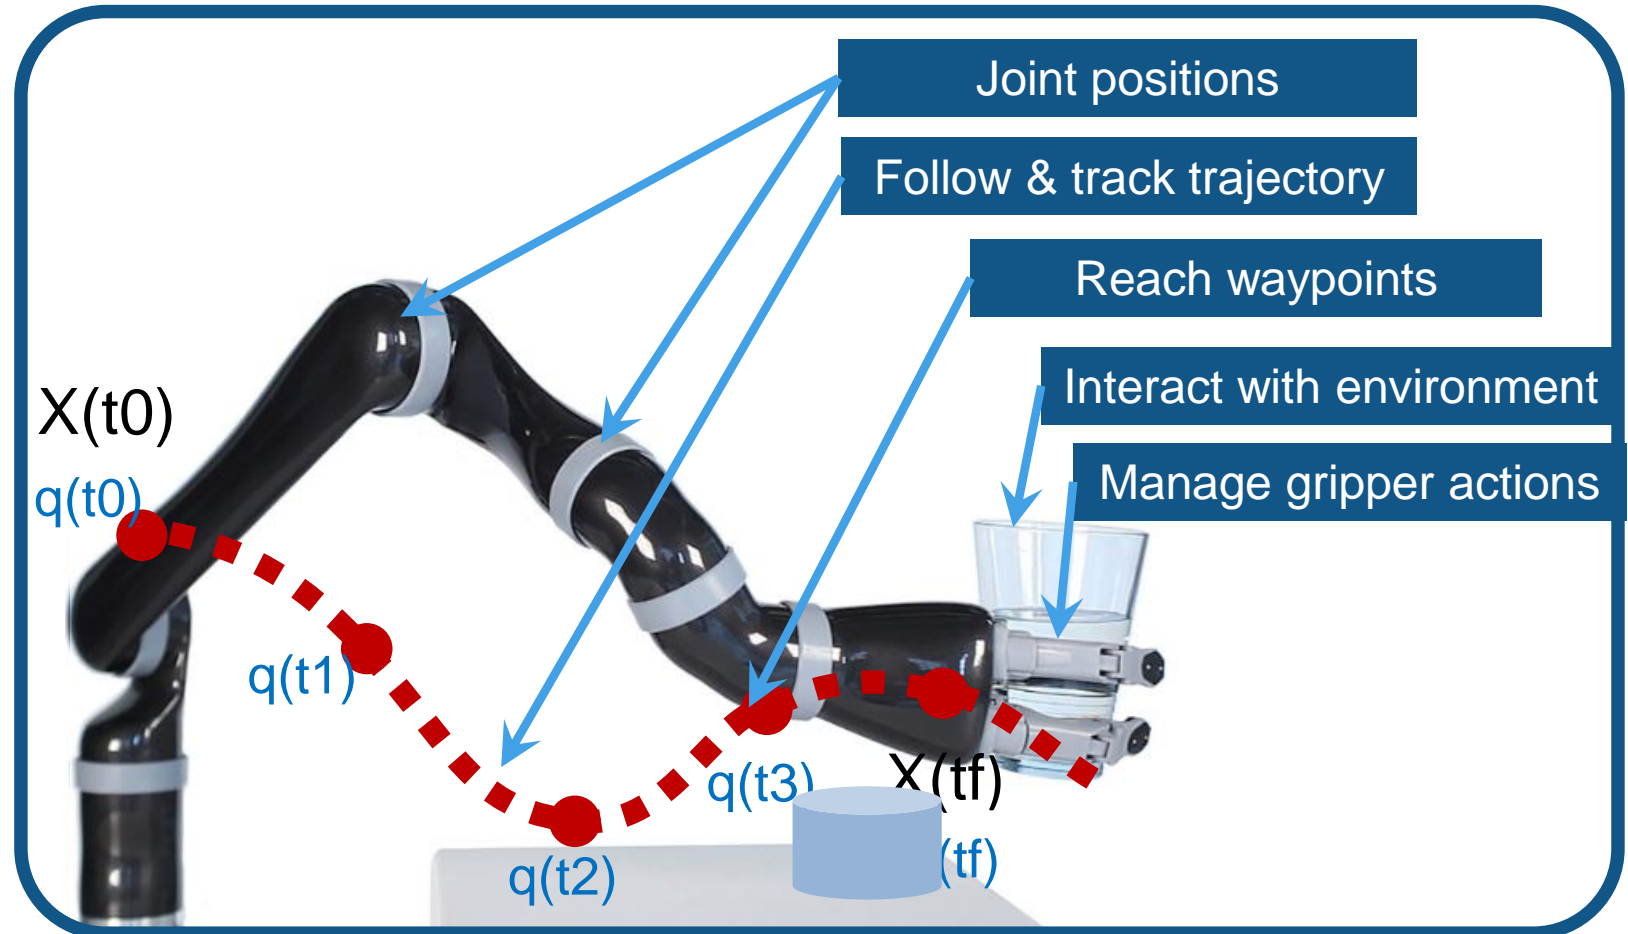 Joint positions
Follow & track trajectory
Reach waypoints
Interact with environment
Manage gripper actions
X(t0)
q(t0)
q(t1)
q(t2)
q(t3)
X(tf)
(tf)